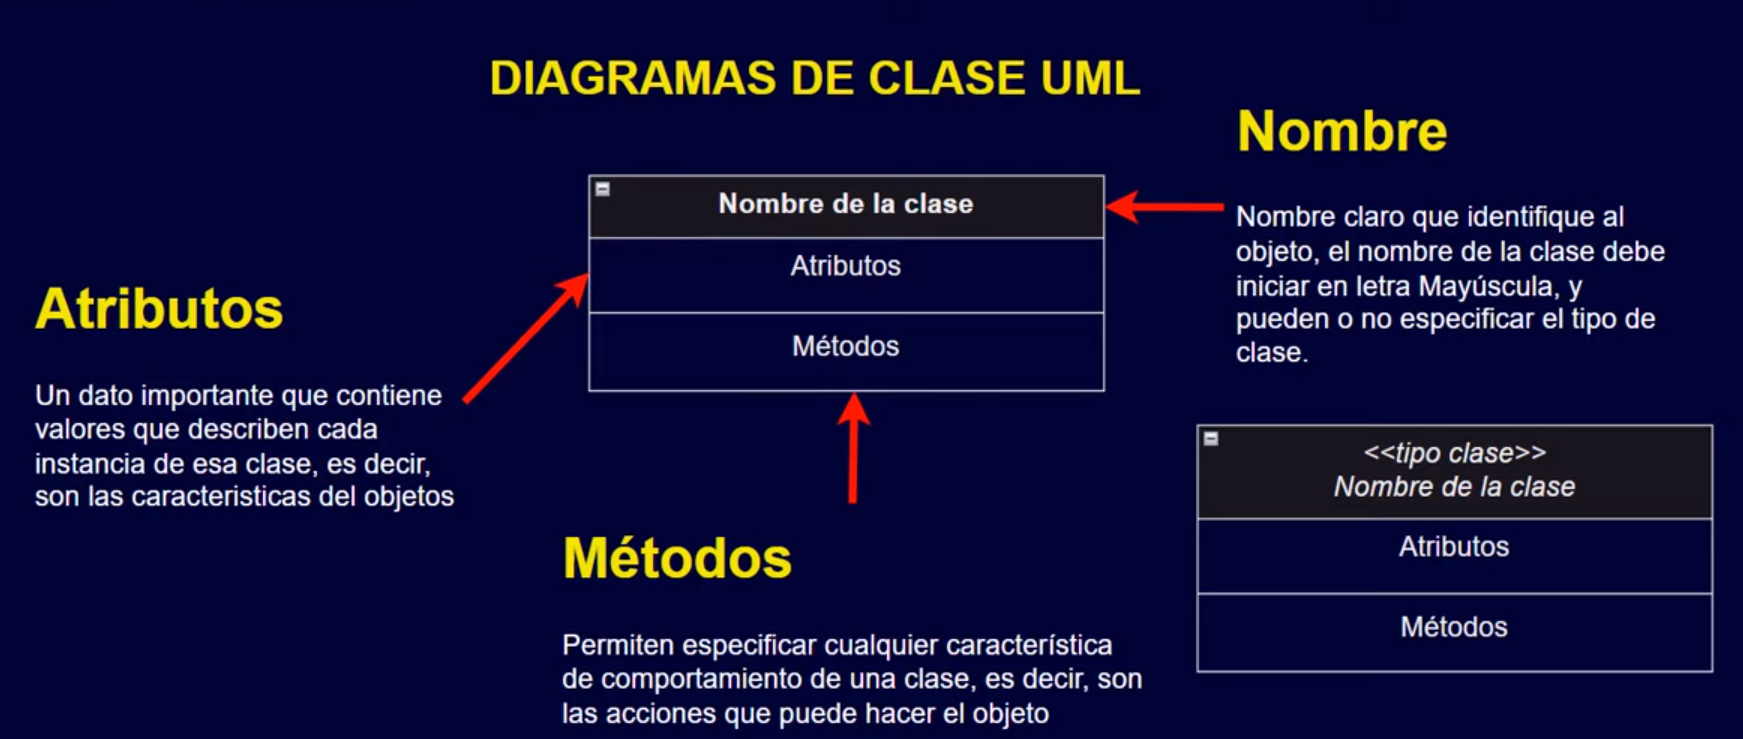 DIAGRAMAS DE CLASE UML
Nombre
Nombre de la clase
Atributos
Métodos
Nombre claro que identifique al
objeto, el nombre de la clase debe
iniciar en letra Mayúscula, y
pueden o no especificar el tipo de
clase.
Atributos
Un dato importante que contiene
valores que describen cada
instancia de esa clase, es decir,
son las caracteristicas del objetos
Métodos
Permiten especificar cualquier característica
de comportamiento de una clase, es decir, son
las acciones que puede hacer el objeto
<<tipo clase>>
Nombre de la clase
Atributos
Métodos